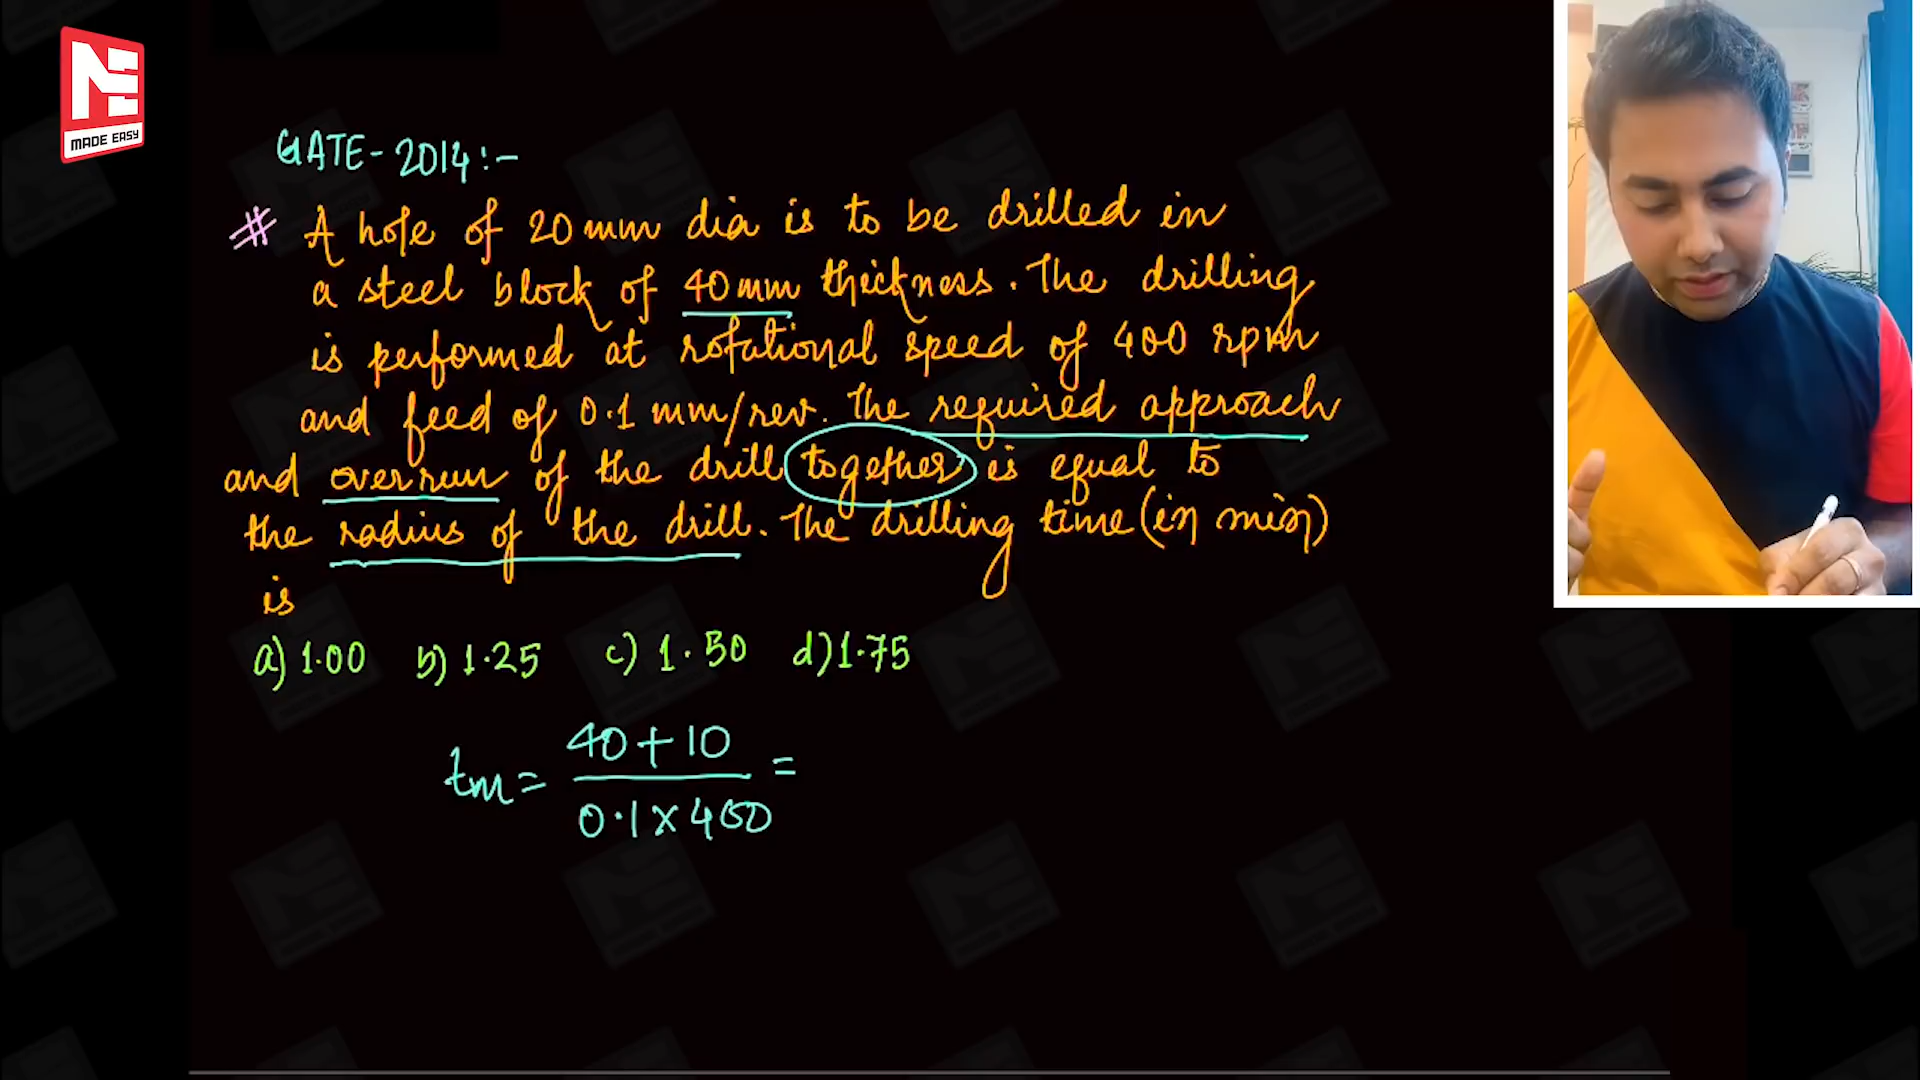 MADE EASY
GATE-2014:-
# A hole of 20 mm dia is to be drilled in
a steel block of 40 mm thickness. The drilling
is performed at rotational speed of 400 rpm
and feed of 0.1 mm/rev. The required approach
and overrun of the drill together is equal to
the radius of the drill. The drilling time (in min)
is
a) 1.00 b) 1.25 c) 1.50 d) 1.75
tm = 40+10 =
0.1 x 400